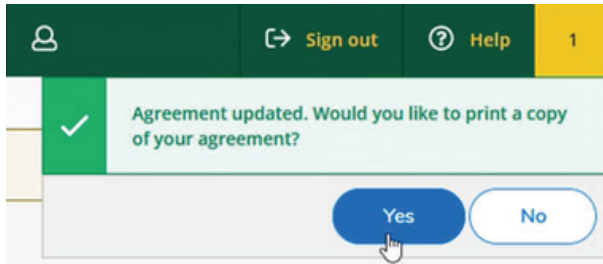 Sign out
Help
1
Agreement updated. Would you like to print a copy
of your agreement?
Yes
No